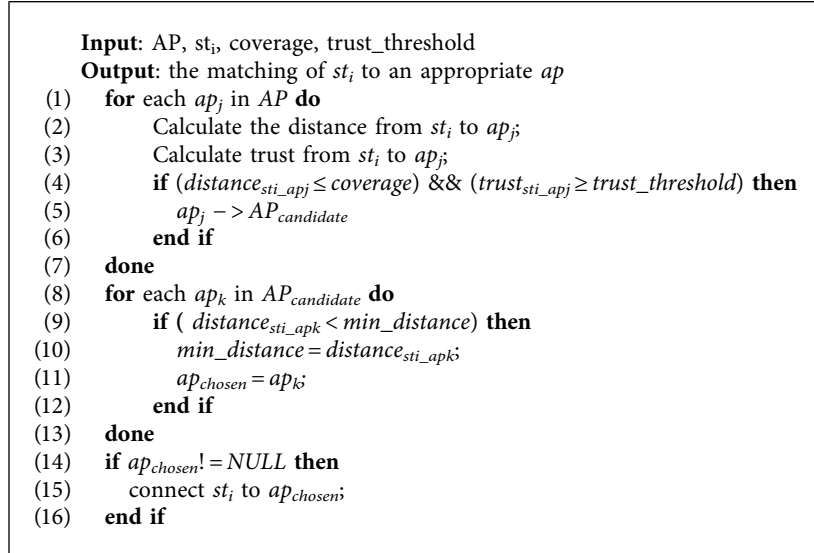 Input: AP, st_i, coverage, trust_threshold
Output: the matching of st_i to an appropriate ap
(1) for each ap_j in AP do
(2) Calculate the distance from st_i to ap_j;
(3) Calculate trust from st_i to ap_j;
(4) if (distance_sti_apj ≤ coverage) && (trust_sti_apj ≥ trust_threshold) then
(5) ap_j − > AP_candidate
(6) end if
(7) done
(8) for each ap_k in AP_candidate do
(9) if ( distance_sti_apk < min_distance) then
(10) min_distance = distance_sti_apk;
(11) ap_chosen = ap_k;
(12) end if
(13) done
(14) if ap_chosen! = NULL then
(15) connect st_i to ap_chosen;
(16) end if